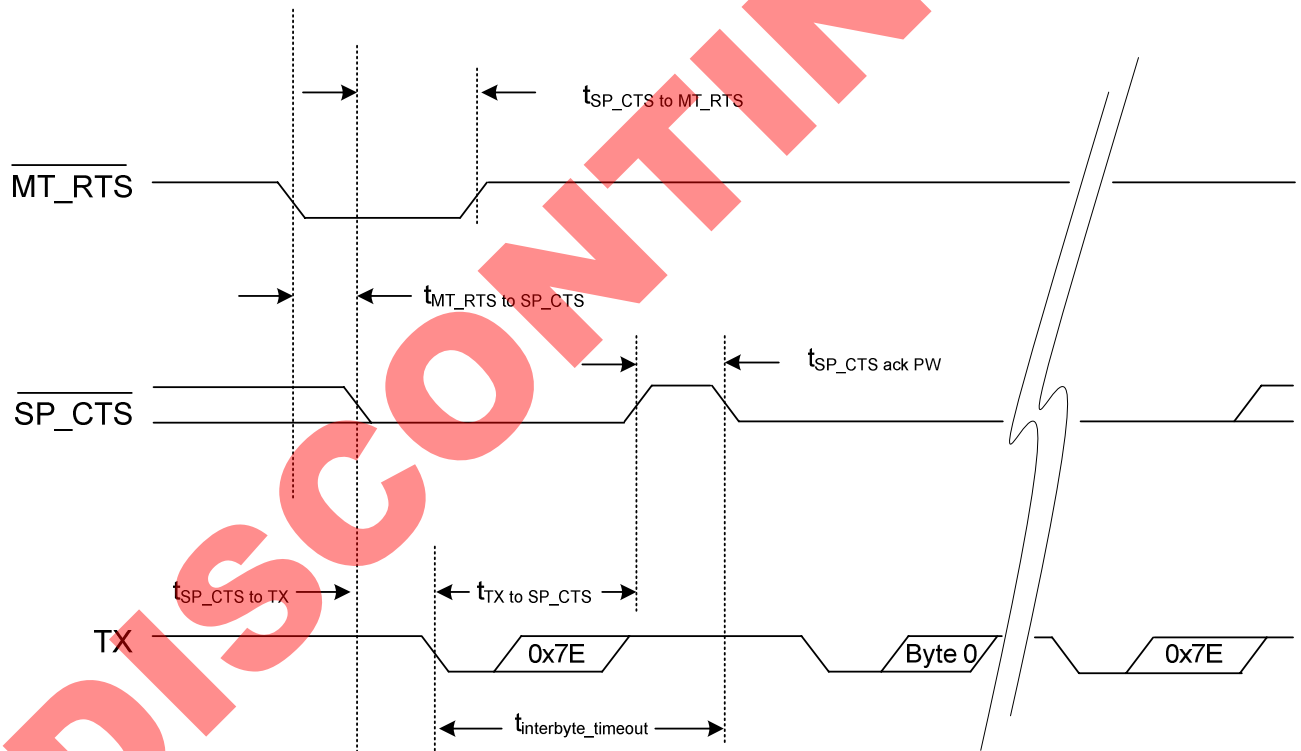 tSP_CTS to MT_RTS
MT_RTS
tMT_RTS to SP_CTS
tSP_CTS ack PW
SP_CTS
tSP_CTS to TX
tTX to SP_CTS
TX
0x7E
Byte 0
0x7E
tinterbyte_timeout
DISCONTIN